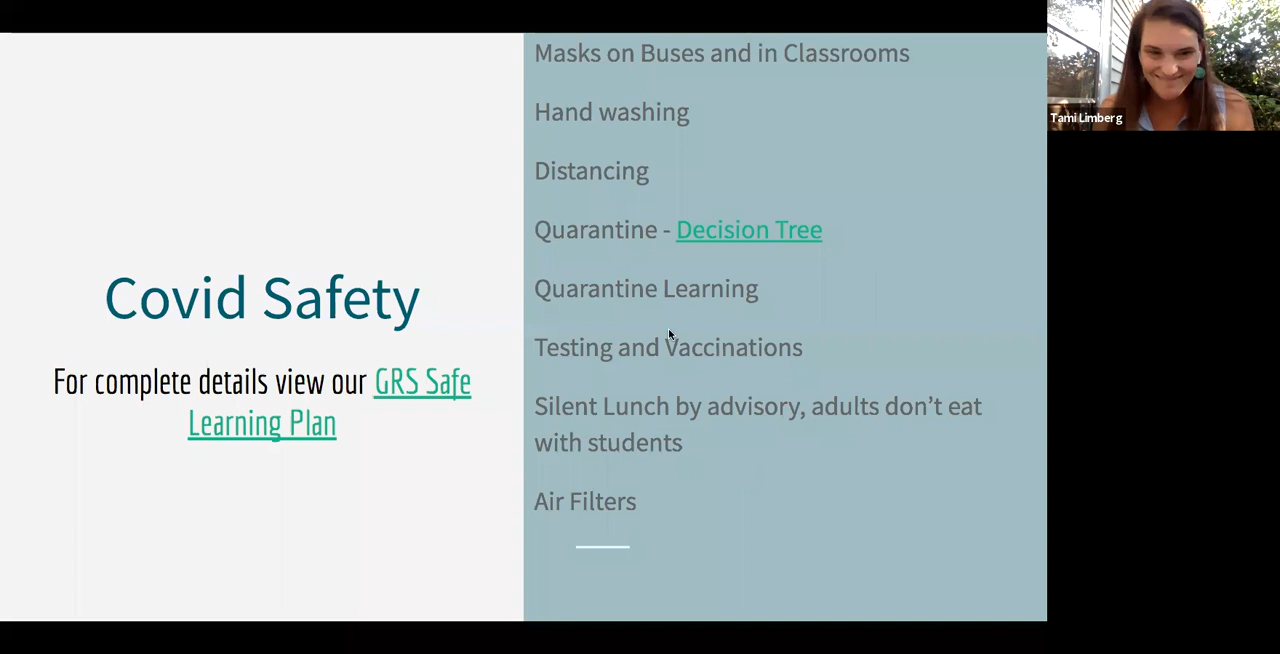 Covid Safety
For complete details view our GRS Safe
Learning Plan
Masks on Buses and in Classrooms
Hand washing
Distancing
Quarantine - Decision Tree
Quarantine Learning
Testing and Vaccinations
Silent Lunch by advisory, adults don’t eat
with students
Air Filters
Tami Limberg